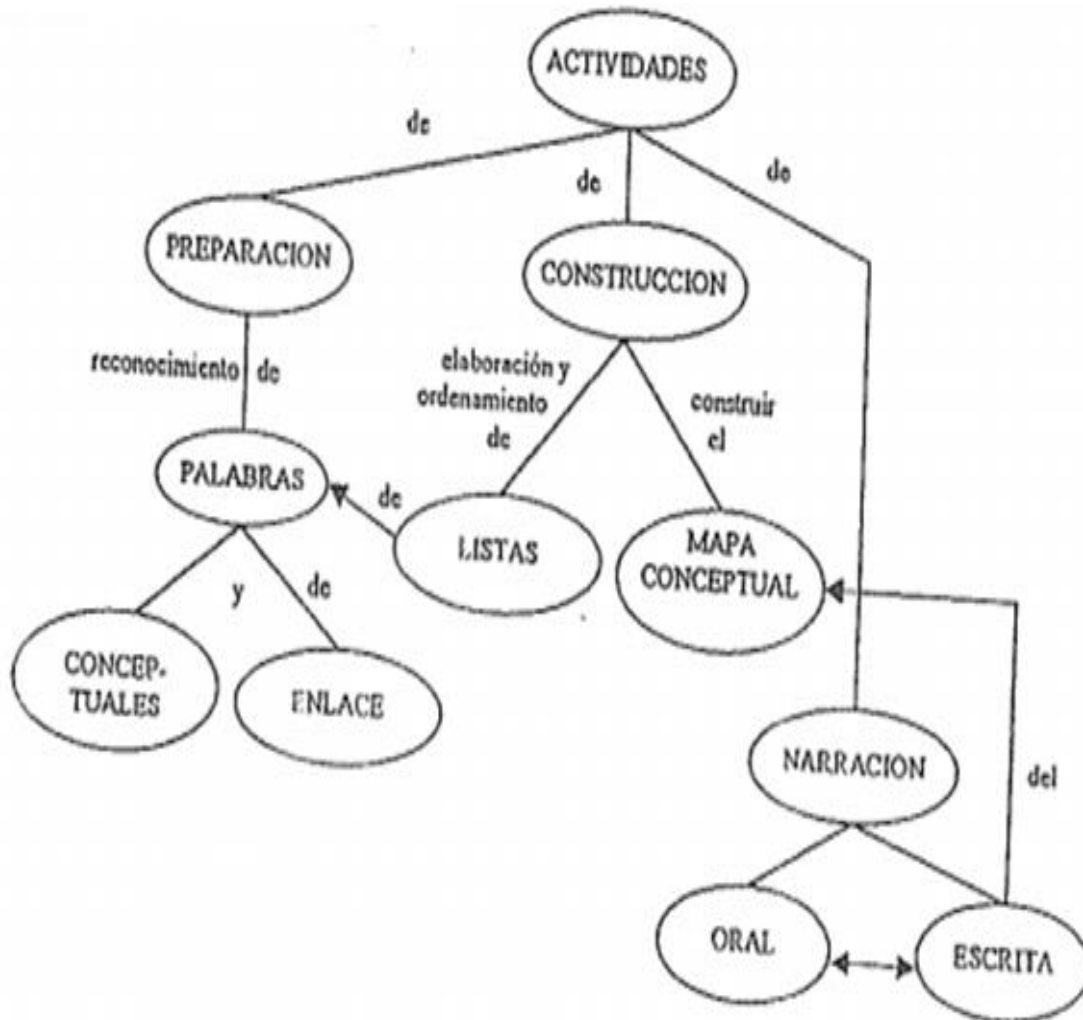 ACTIVIDADES
de
de
de
PREPARACION
CONSTRUCCION
reconocimiento de
elaboración y
ordenamiento
de
construir
el
PALABRAS
de
LISTAS
MAPA
CONCEPTUAL
y
de
CONCEP-
TUALES
ENLACE
NARRACION
del
ORAL
ESCRITA